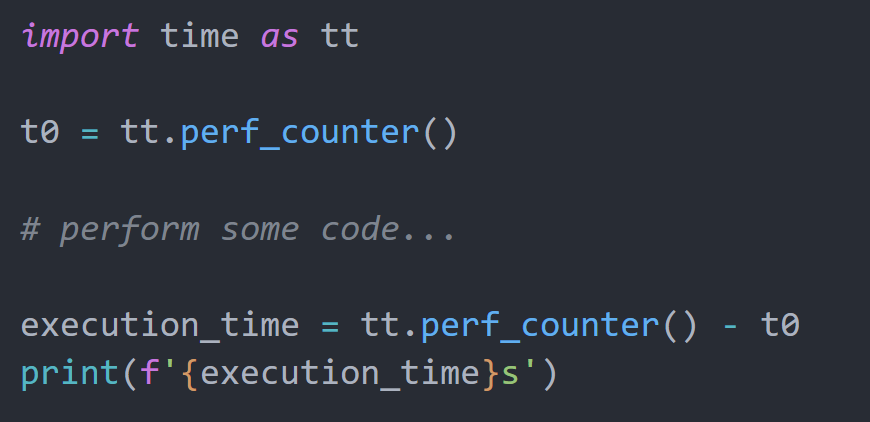 import time as tt
t0 = tt.perf_counter()
# perform some code...
execution_time = tt.perf_counter() - t0
print(f'{execution_time}s')